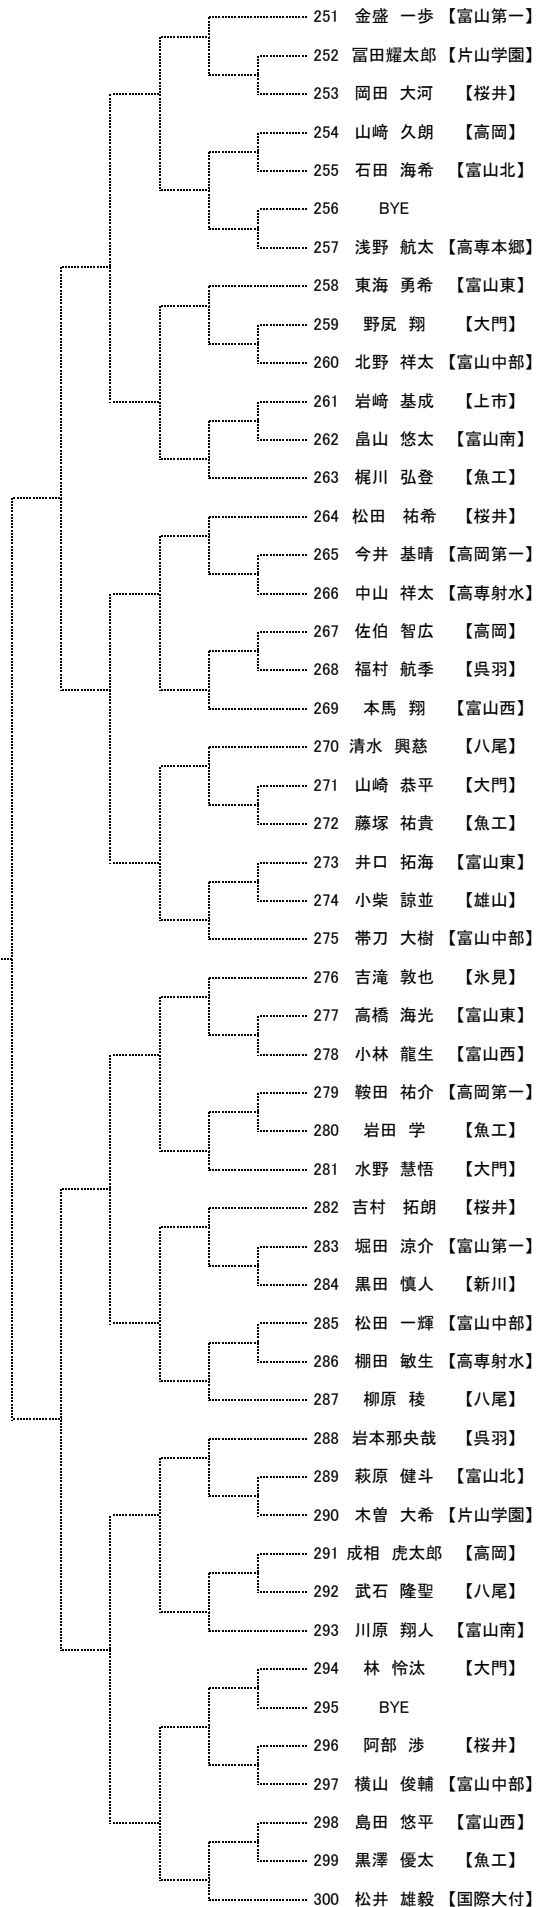 251 金盛 一歩 【富山第一】
252 冨田耀太郎 【片山学園】
253 岡田 大河 【桜井】
254 山﨑 久朗 【高岡】
255 石田 海希 【富山北】
256 BYE
257 浅野 航太 【高専本郷】
258 東海 勇希 【富山東】
259 野尻 翔 【大門】
260 北野 祥太 【富山中部】
261 岩﨑 基成 【上市】
262 畠山 悠太 【富山南】
263 梶川 弘登 【魚工】
264 松田 祐希 【桜井】
265 今井 基晴 【高岡第一】
266 中山 祥太 【高専射水】
267 佐伯 智広 【高岡】
268 福村 航季 【呉羽】
269 本馬 翔 【富山西】
270 清水 興慈 【八尾】
271 山崎 恭平 【大門】
272 藤塚 祐貴 【魚工】
273 井口 拓海 【富山東】
274 小柴 諒並 【雄山】
275 帯刀 大樹 【富山中部】
276 吉滝 敦也 【氷見】
277 高橋 海光 【富山東】
278 小林 龍生 【富山西】
279 鞍田 祐介 【高岡第一】
280 岩田 学 【魚工】
281 水野 慧悟 【大門】
282 吉村 拓朗 【桜井】
283 堀田 涼介 【富山第一】
284 黒田 慎人 【新川】
285 松田 一輝 【富山中部】
286 棚田 敏生 【高専射水】
287 柳原 稜 【八尾】
288 岩本那央哉 【呉羽】
289 萩原 健斗 【富山北】
290 木曽 大希 【片山学園】
291 成相 虎太郎 【高岡】
292 武石 隆聖 【八尾】
293 川原 翔人 【富山南】
294 林 怜汰 【大門】
295 BYE
296 阿部 渉 【桜井】
297 横山 俊輔 【富山中部】
298 島田 悠平 【富山西】
299 黒澤 優太 【魚工】
300 松井 雄毅 【国際大付】